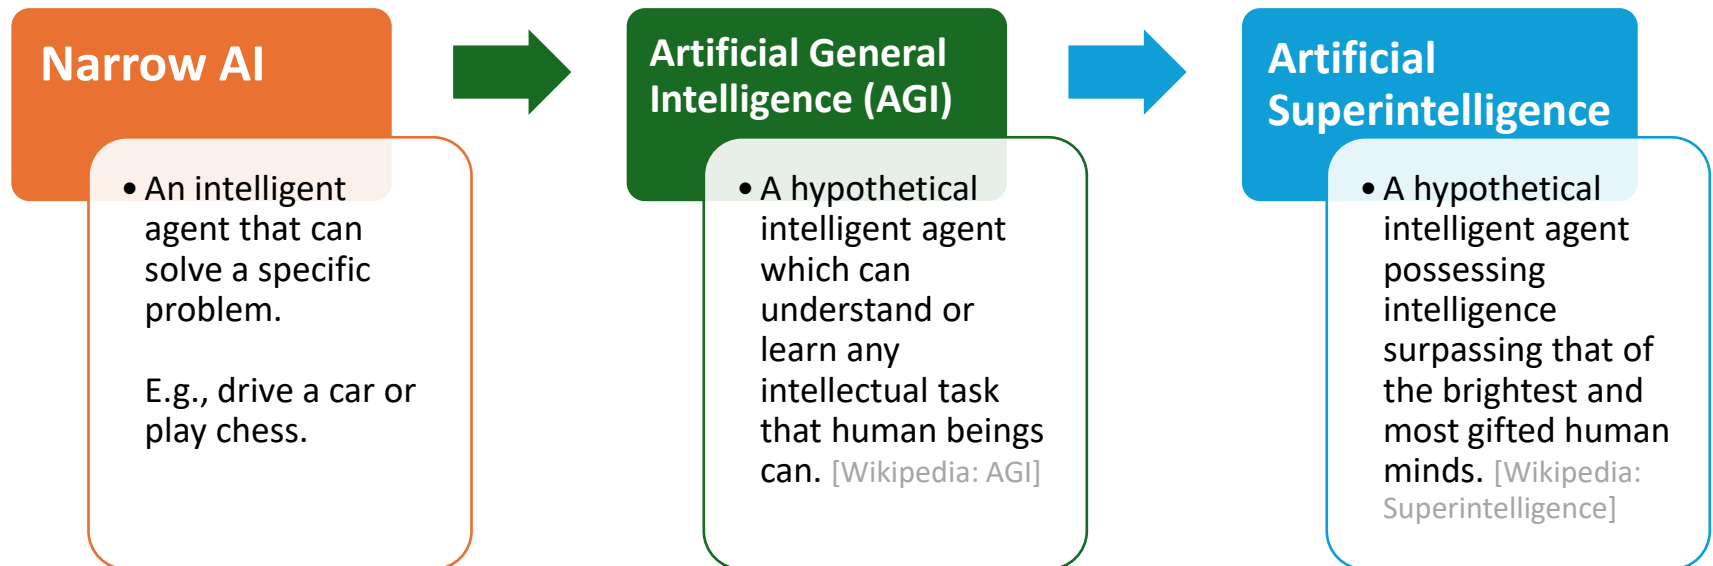 Narrow AI
• An intelligent
agent that can
solve a specific
problem.
E.g., drive a car or
play chess.
Artificial General
Intelligence (AGI)
• A hypothetical
intelligent agent
which can
understand or
learn any
intellectual task
that human beings
can. [Wikipedia: AGI]
Artificial
Superintelligence
• A hypothetical
intelligent agent
possessing
intelligence
surpassing that of
the brightest and
most gifted human
minds. [Wikipedia:
Superintelligence]